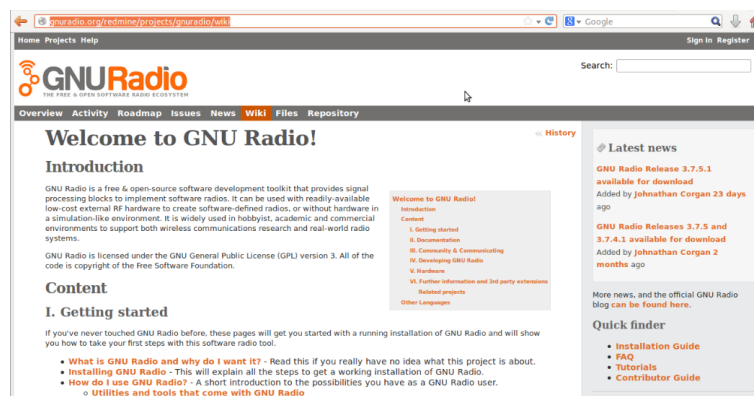 gnuradio.org/redmine/projects/gnuradio/wiki
Google
Home Projects Help
Sign in Register
GNURadio
THE FREE & OPEN SOFTWARE RADIO ECOSYSTEM
Search:
Overview Activity Roadmap Issues News Wiki Files Repository
Welcome to GNU Radio!
« History
Introduction
GNU Radio is a free & open-source software development toolkit that provides signal
processing blocks to implement software radios. It can be used with readily-available
low-cost external RF hardware to create software-defined radios, or without hardware in
a simulation-like environment. It is widely used in hobbyist, academic and commercial
environments to support both wireless communications research and real-world radio
systems.
GNU Radio is licensed under the GNU General Public License (GPL) version 3. All of the
code is copyright of the Free Software Foundation.
Welcome to GNU Radio!
Introduction
Content
I. Getting started
II. Documentation
III. Community & Communicating
IV. Developing GNU Radio
V. Hardware
VI. Further information and 3rd party extensions
Related projects
Other Languages
Content
I. Getting started
If you've never touched GNU Radio before, these pages will get you started with a running installation of GNU Radio and will show
you how to take your first steps with this software radio tool.
• What is GNU Radio and why do I want it? - Read this if you really have no idea what this project is about.
• Installing GNU Radio - This will explain all the steps to get a working installation of GNU Radio.
• How do I use GNU Radio? - A short introduction to the possibilities you have as a GNU Radio user.
○ Utilities and tools that come with GNU Radio
Latest news
GNU Radio Release 3.7.5.1
available for download
Added by Johnathan Corgan 23 days
ago
GNU Radio Releases 3.7.5 and
3.7.4.1 available for download
Added by Johnathan Corgan 2
months ago
More news, and the official GNU Radio
blog can be found here.
Quick finder
• Installation Guide
• FAQ
• Tutorials
• Contributor Guide